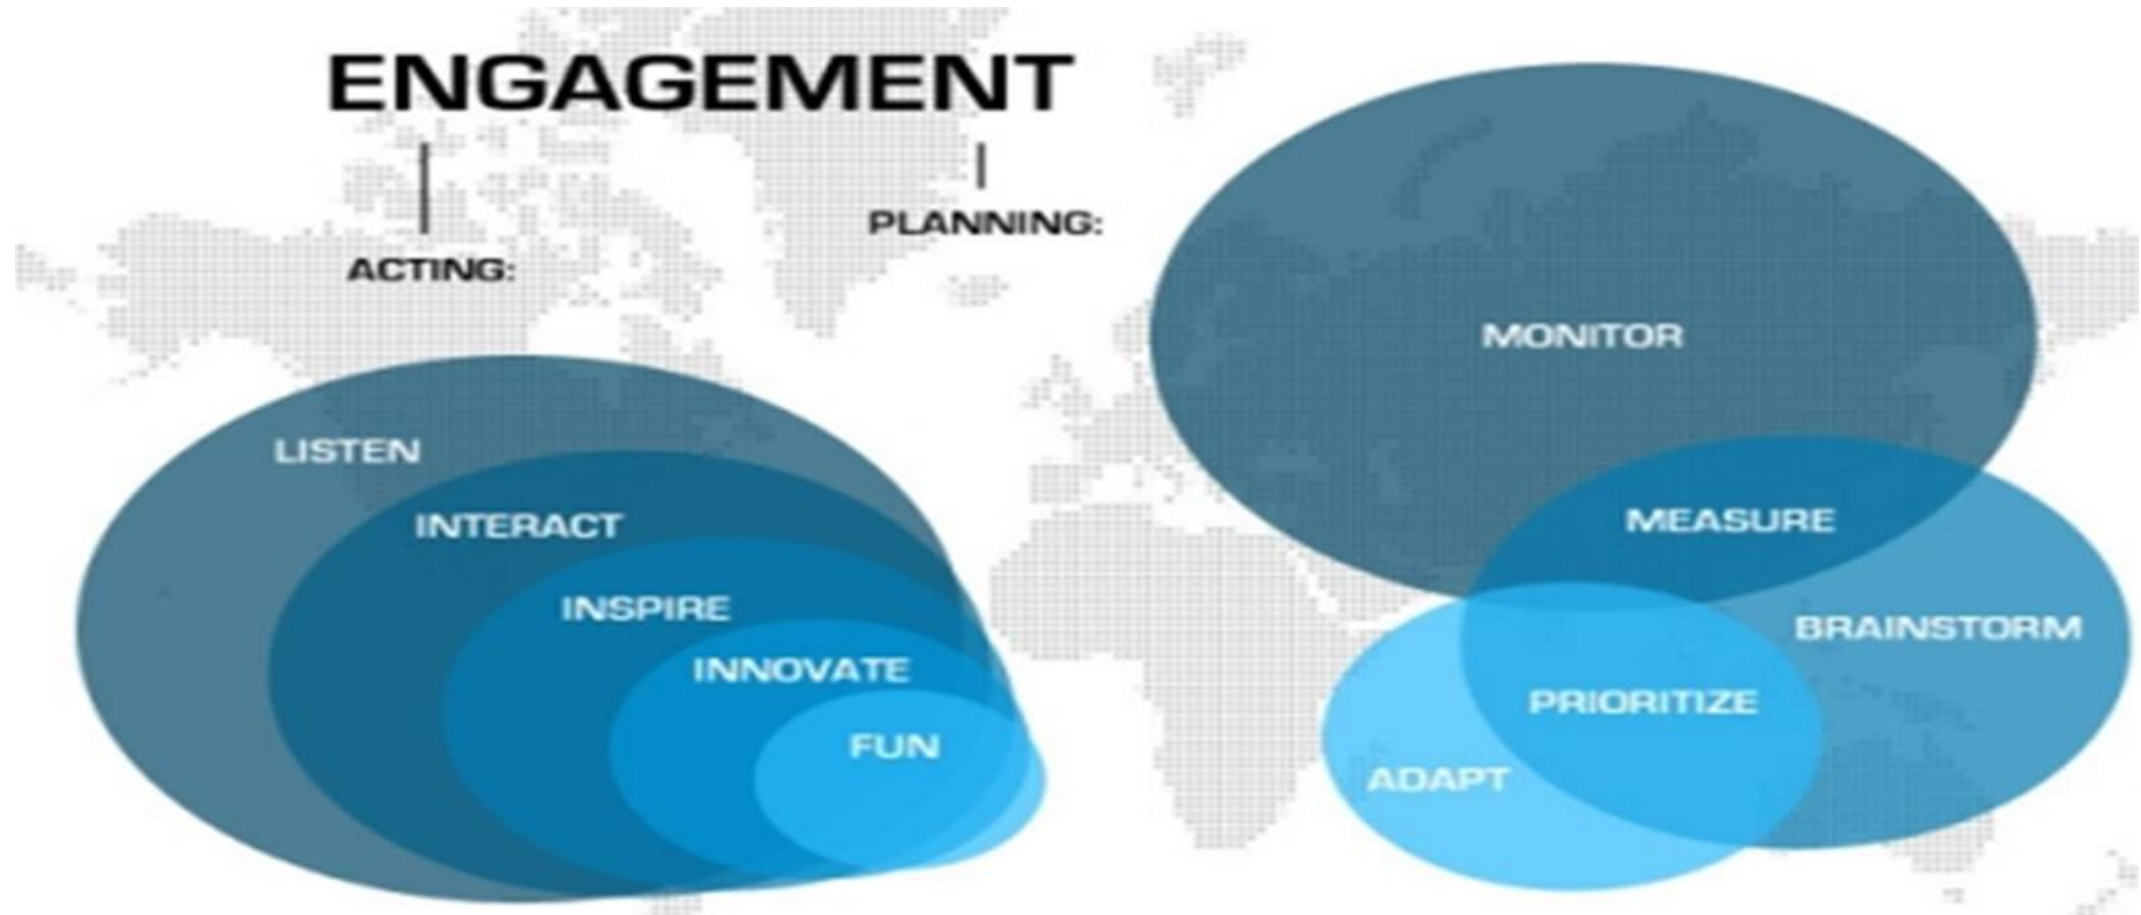 ENGAGEMENT
ACTING:
LISTEN
INTERACT
INSPIRE
INNOVATE
FUN
PLANNING:
MONITOR
MEASURE
BRAINSTORM
PRIORITIZE
ADAPT